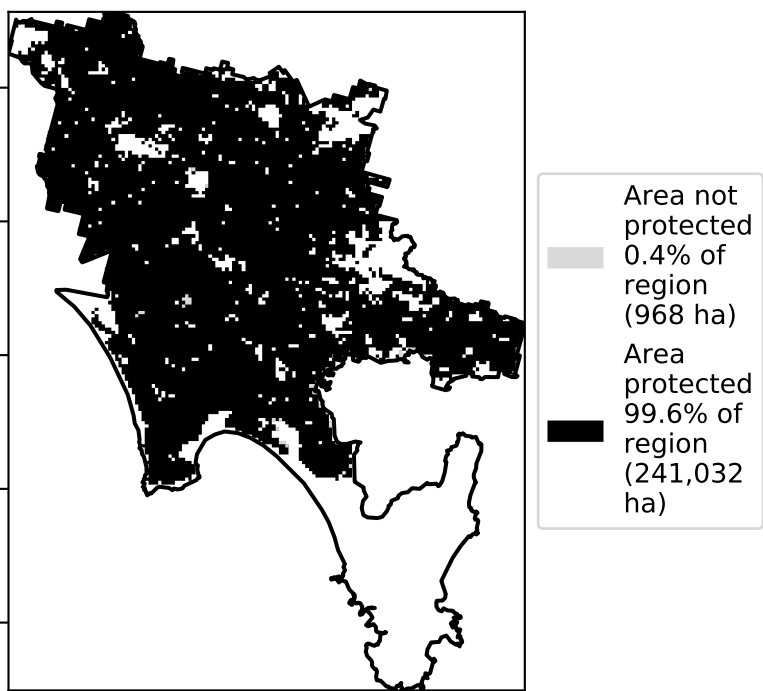 Area not
protected
0.4% of
region
(968 ha)
Area
protected
99.6% of
region
(241,032
ha)